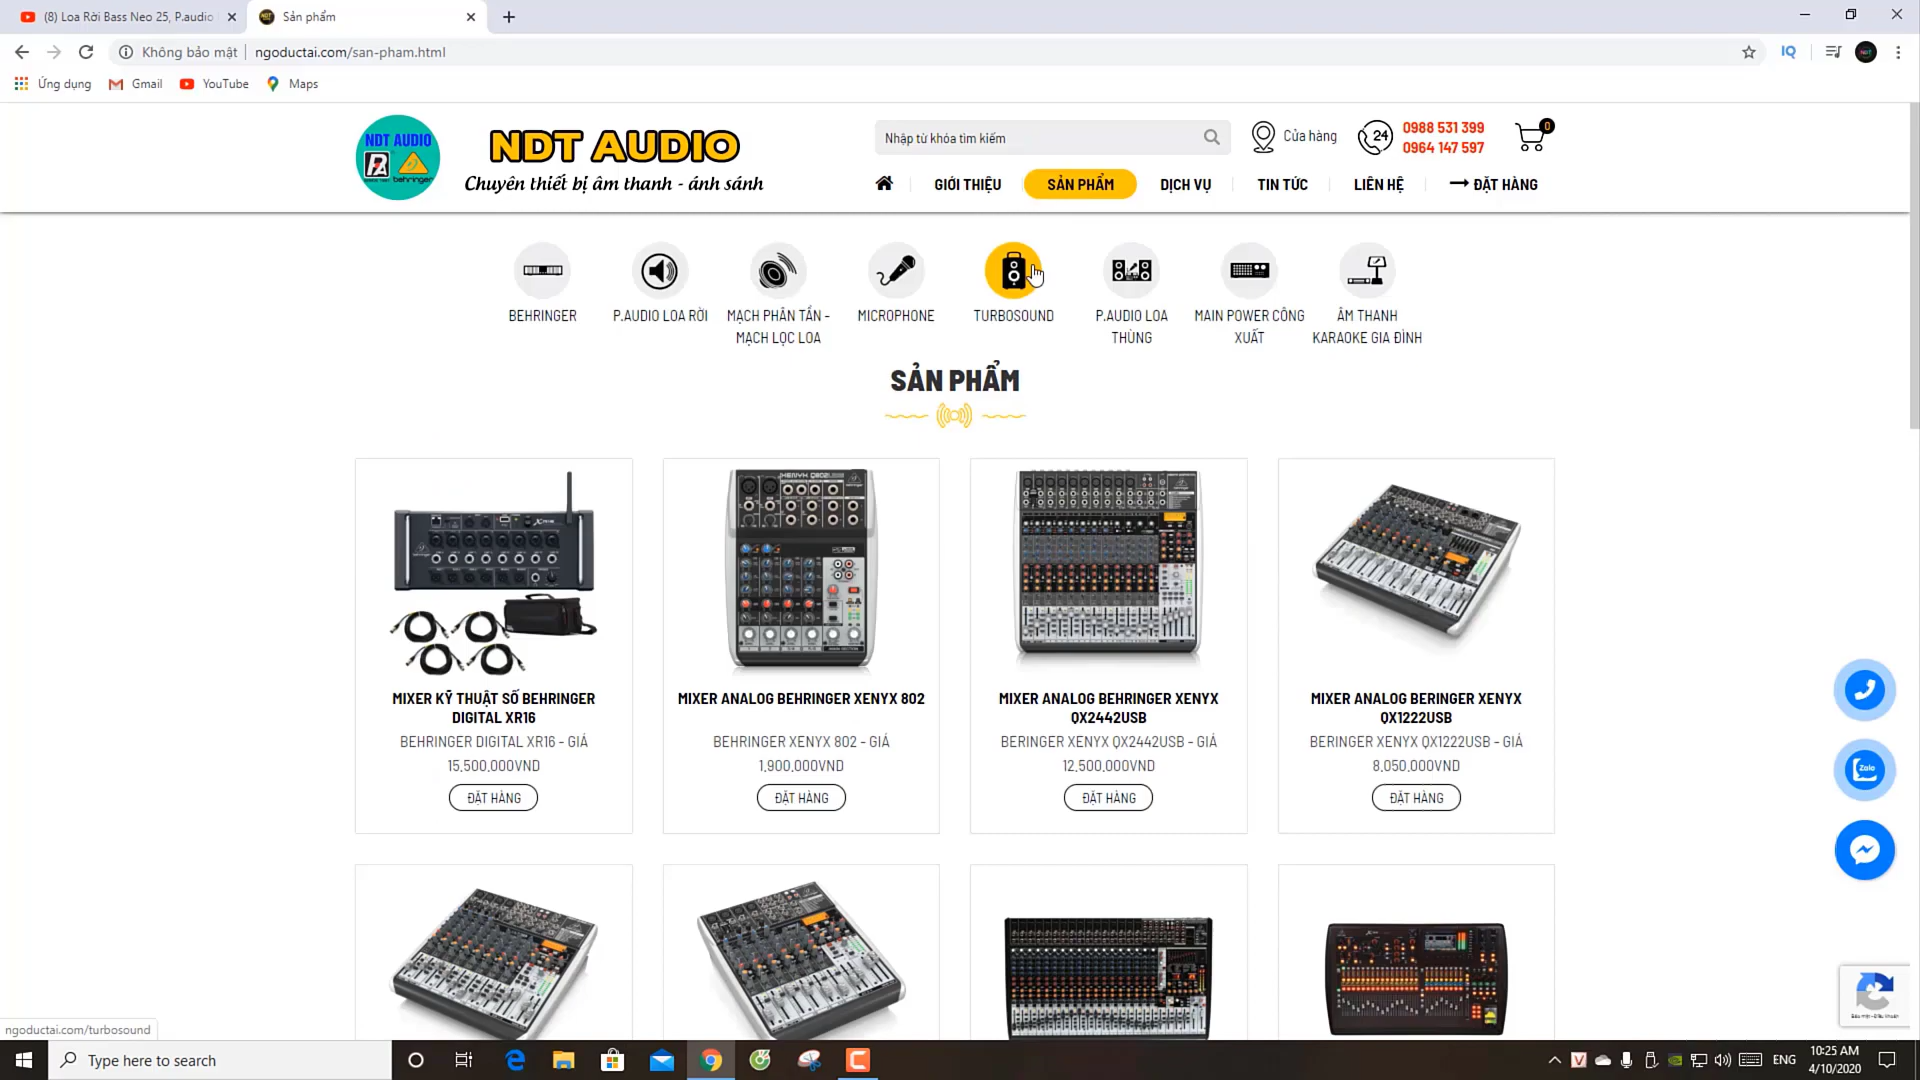 (8) Loa Rời Bass Neo 25, P.audio
Sản phẩm
Không bảo mật
ngoductai.com/san-pham.html
IQ
Ứng dụng
Gmail
YouTube
Maps
NDT AUDIO
behringer
NDT AUDIO
Chuyên thiết bị âm thanh - ánh sánh
Nhập từ khóa tìm kiếm
Cửa hàng
24
0988 531 399
0964 147 597
0
GIỚI THIỆU
SẢN PHẨM
DỊCH VỤ
TIN TỨC
LIÊN HỆ
ĐẶT HÀNG
BEHRINGER
P.AUDIO LOA RỜI
MẠCH PHÂN TẦN -
MẠCH LỌC LOA
MICROPHONE
TURBOSOUND
P.AUDIO LOA
THÙNG
MAIN POWER CÔNG
XUẤT
ÂM THANH
KARAOKE GIA ĐÌNH
SẢN PHẨM
MIXER KỸ THUẬT SỐ BEHRINGER
DIGITAL XR16
BEHRINGER DIGITAL XR16 - GIÁ
15.500.000VND
ĐẶT HÀNG
MIXER ANALOG BEHRINGER XENYX 802
BEHRINGER XENYX 802 - GIÁ
1.900.000VND
ĐẶT HÀNG
MIXER ANALOG BEHRINGER XENYX
QX2442USB
BERINGER XENYX QX2442USB - GIÁ
12.500.000VND
ĐẶT HÀNG
MIXER ANALOG BERINGER XENYX
QX1222USB
BERINGER XENYX QX1222USB - GIÁ
8.050.000VND
ĐẶT HÀNG
Zalo
ngoductai.com/turbosound
Type here to search
ENG
10:25 AM
4/10/2020